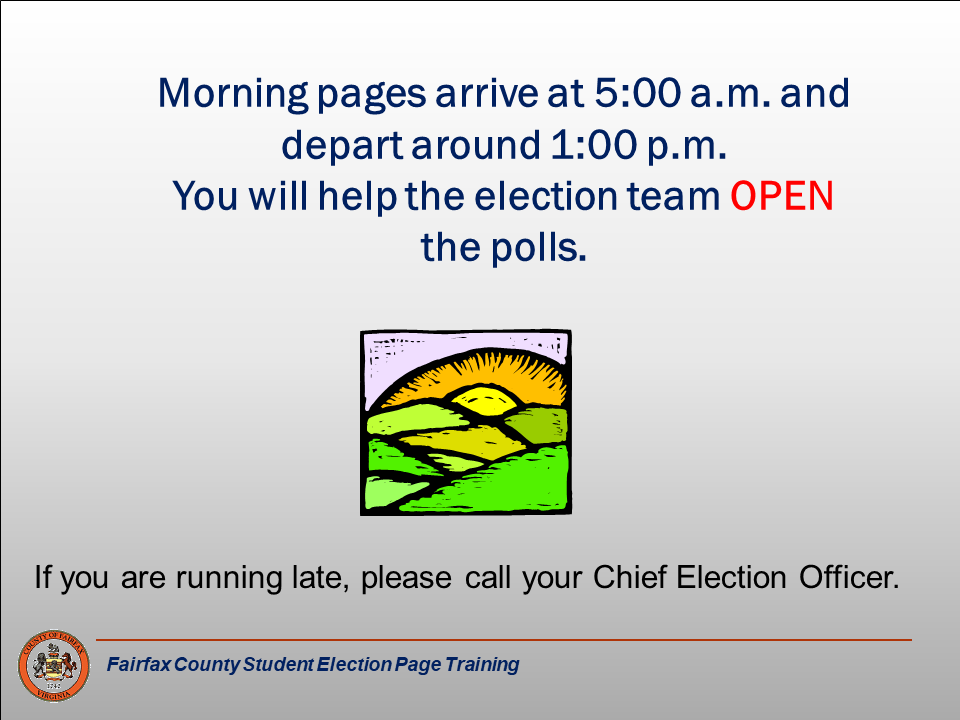 Morning pages arrive at 5:00 a.m. and
depart around 1:00 p.m.
You will help the election team OPEN
the polls.
If you are running late, please call your Chief Election Officer.
COUNTY OF FAIRFAX
1742
VIRGINIA
Fairfax County Student Election Page Training